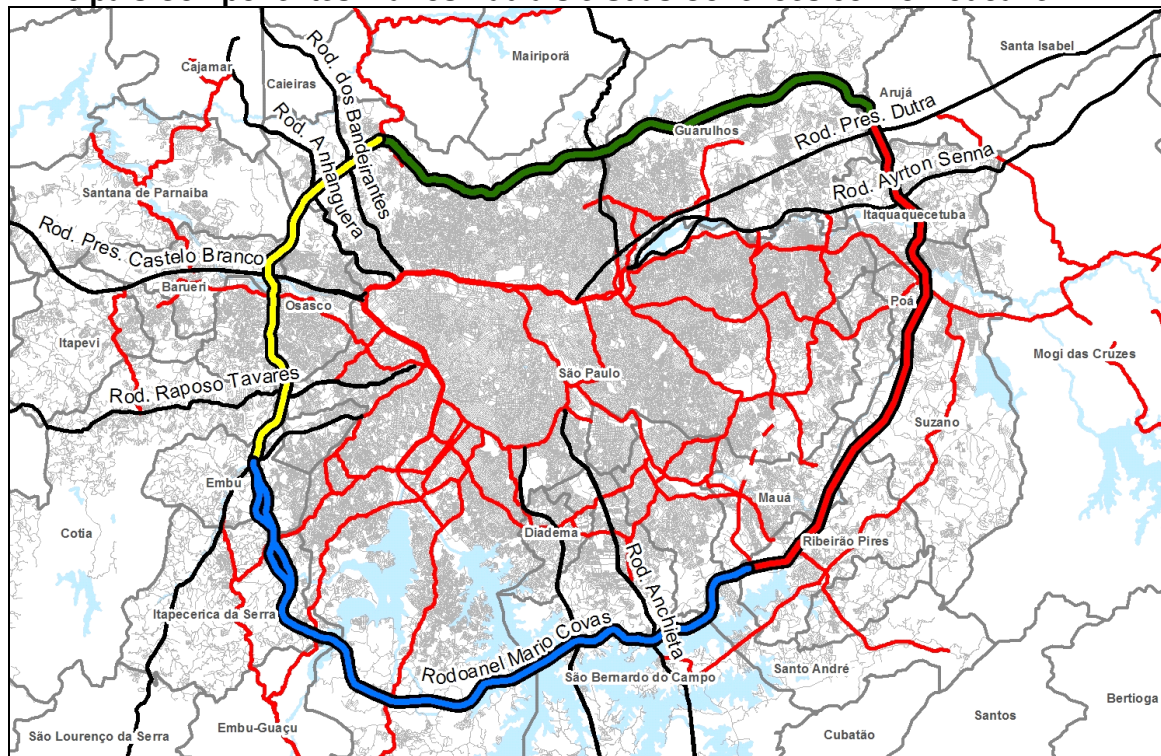 Mairiporã
Santa Isabel
Cajamar
Caieiras
Rod. dos Bandeirantes
Arujá
Rod. Pres. Dutra
Rod. Anhanguera
Guarulhos
Rod. Ayrton Senna
Santana de Parnaiba
Itaquaquecetuba
Rod. Pres. Castelo Branco
Barueri
Osasco
Poá
Itapevi
Mogi das Cruzes
São Paulo
Rod. Raposo Tavares
Suzano
Embu
Mauá
Cotia
Diadema
Ribeirão Pires
Rod. Anchieta
Itapecerica da Serra
Rodoanel Mario Covas
Santo André
São Bernardo do Campo
Bertioga
Embu-Guaçu
Santos
São Lourenço da Serra
Cubatão